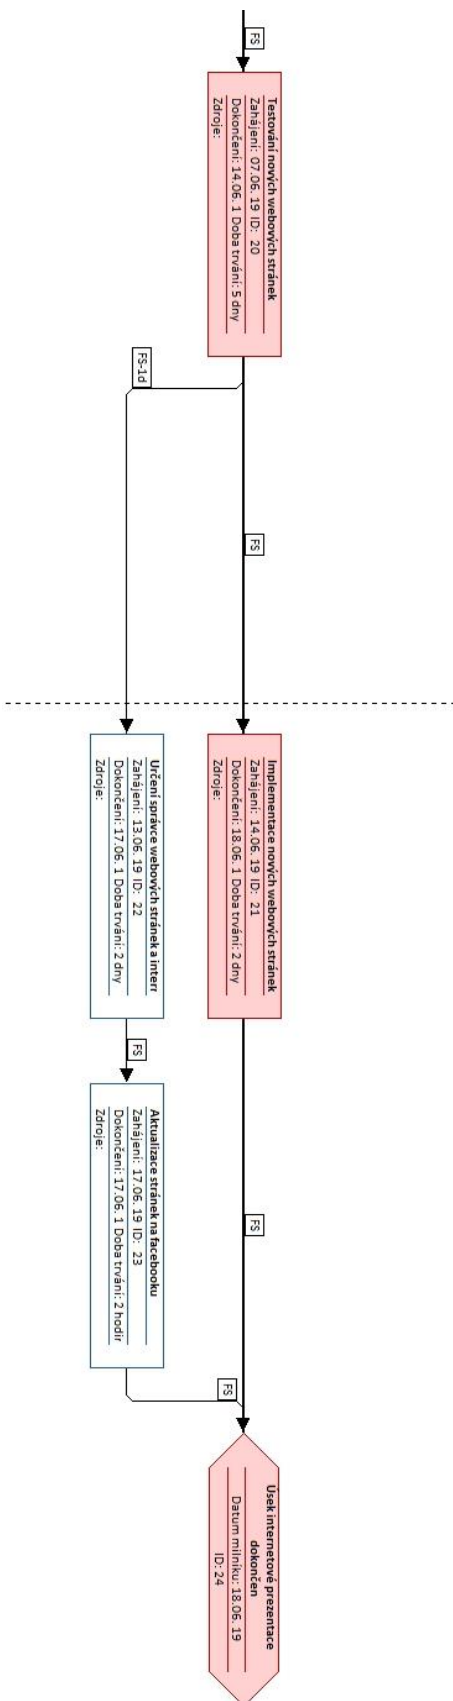 FS
Testování nových webových stránek
Zahájení: 07.06. 19 ID: 20
Dokončení: 14.06. 1 Doba trvání: 5 dny
Zdroje:
FS-1d
FS
Implementace nových webových stránek
Zahájení: 14.06. 19 ID: 21
Dokončení: 18.06. 1 Doba trvání: 2 dny
Zdroje:
Určení správce webových stránek a interr
Zahájení: 13.06. 19 ID: 22
Dokončení: 17.06. 1 Doba trvání: 2 dny
Zdroje:
FS
Aktualizace stránek na facebooku
Zahájení: 17.06. 19 ID: 23
Dokončení: 17.06. 1 Doba trvání: 2 hodir
Zdroje:
FS
FS
Úsek internetové prezentace
dokončen
Datum milníku: 18.06. 19
ID: 24